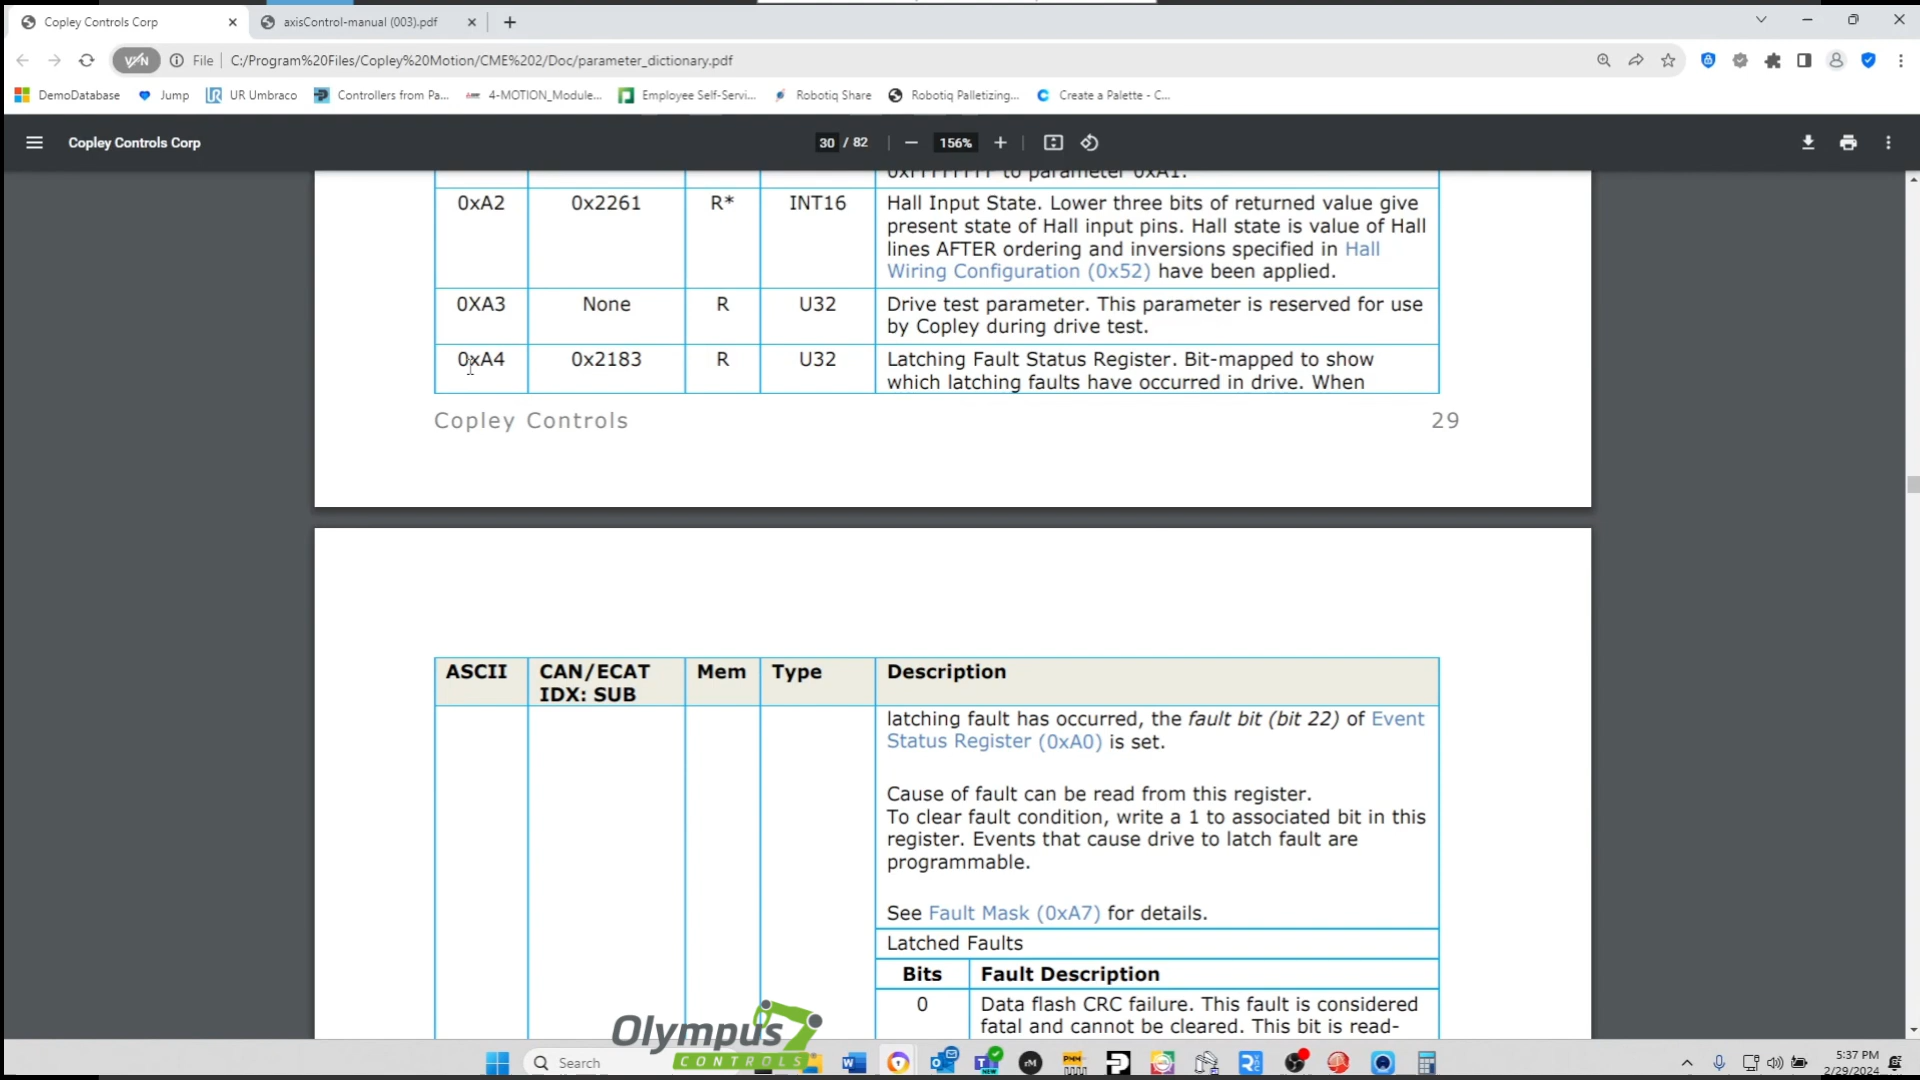 Copley Controls Corp
axisControl-manual (003).pdf
File
C:/Program%20Files/Copley%20Motion/CME%202/Doc/parameter_dictionary.pdf
DemoDatabase
Jump
UR Umbraco
Controllers from Pa...
4-MOTION_Module...
Employee Self-Servi...
Robotiq Share
Robotiq Palletizing...
Create a Palette - C...
Copley Controls Corp
30 / 82
156%
0xFFFFFFFF to parameter 0xA1.
0xA2 0x2261 R* INT16 Hall Input State. Lower three bits of returned value give
present state of Hall input pins. Hall state is value of Hall
lines AFTER ordering and inversions specified in Hall
Wiring Configuration (0x52) have been applied.
0XA3 None R U32 Drive test parameter. This parameter is reserved for use
by Copley during drive test.
0xA4 0x2183 R U32 Latching Fault Status Register. Bit-mapped to show
which latching faults have occurred in drive. When
Copley Controls 29
ASCII CAN/ECAT Mem Type Description
IDX: SUB
latching fault has occurred, the fault bit (bit 22) of Event
Status Register (0xA0) is set.
Cause of fault can be read from this register.
To clear fault condition, write a 1 to associated bit in this
register. Events that cause drive to latch fault are
programmable.
See Fault Mask (0xA7) for details.
Latched Faults
Bits Fault Description
0 Data flash CRC failure. This fault is considered
fatal and cannot be cleared. This bit is read-
Olympus
CONTROLS
Search
5:37 PM
2/29/2024